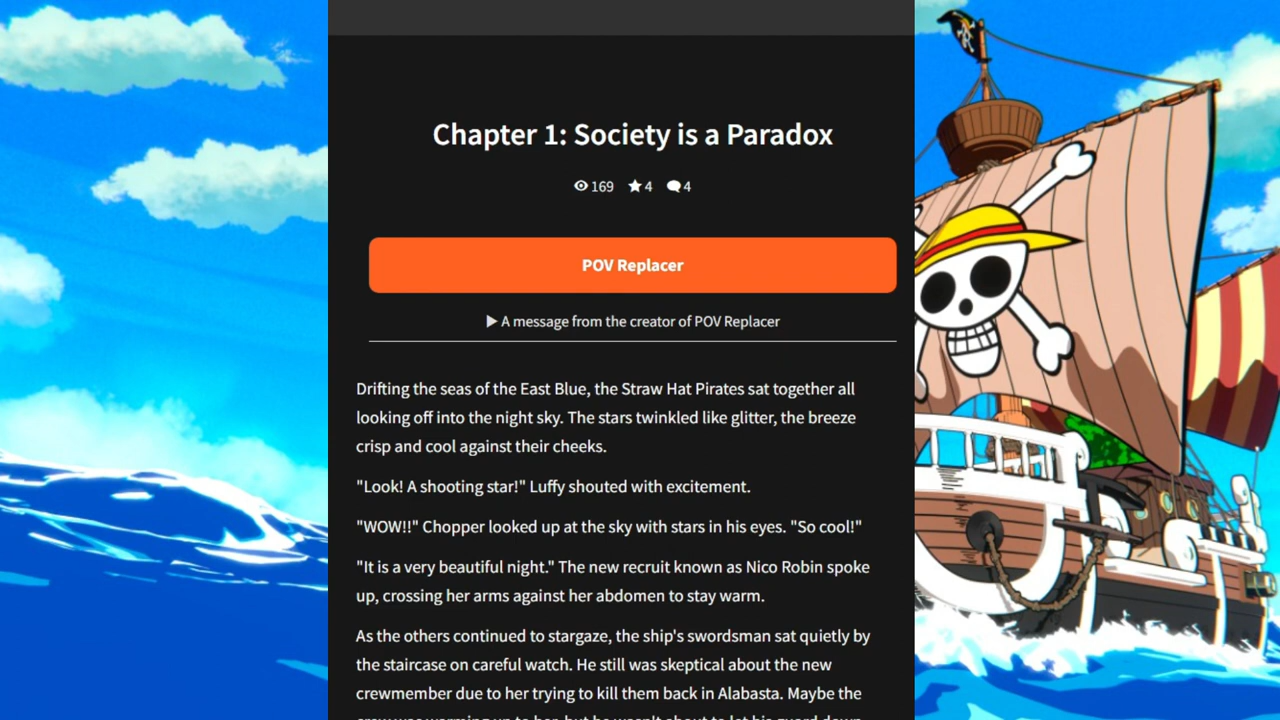 Chapter 1: Society is a Paradox
169 4 4
POV Replacer
▶ A message from the creator of POV Replacer
Drifting the seas of the East Blue, the Straw Hat Pirates sat together all
looking off into the night sky. The stars twinkled like glitter, the breeze
crisp and cool against their cheeks.
"Look! A shooting star!" Luffy shouted with excitement.
"WOW!!" Chopper looked up at the sky with stars in his eyes. "So cool!"
"It is a very beautiful night." The new recruit known as Nico Robin spoke
up, crossing her arms against her abdomen to stay warm.
As the others continued to stargaze, the ship's swordsman sat quietly by
the staircase on careful watch. He still was skeptical about the new
crewmember due to her trying to kill them back in Alabasta. Maybe the